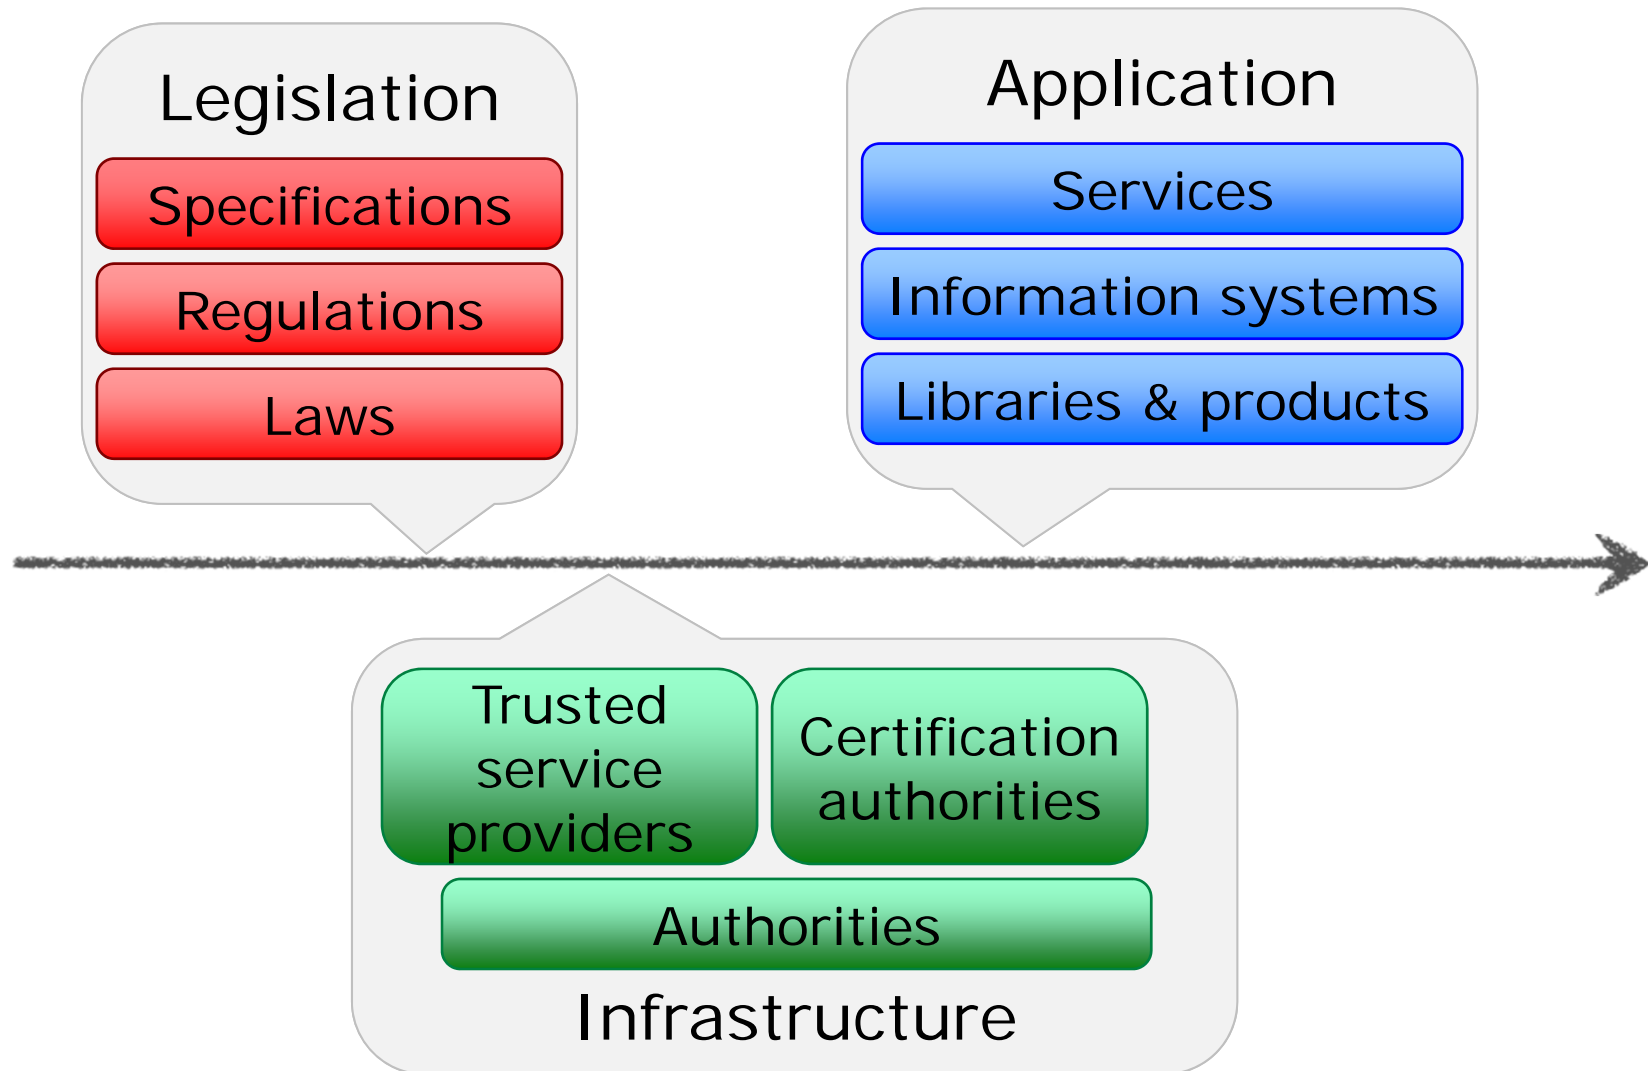 Legislation
Specifications
Regulations
Laws
Application
Services
Information systems
Libraries & products
Trusted
service
providers
Certification
authorities
Authorities
Infrastructure